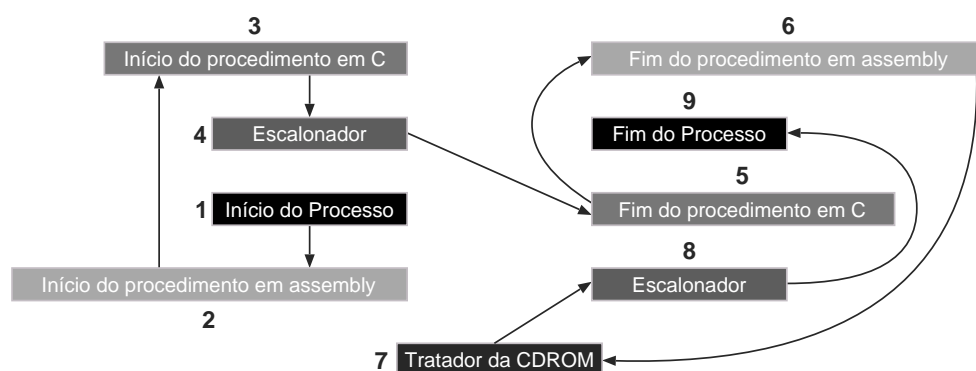 3
Início do procedimento em C
6
Fim do procedimento em assembly
4 Escalonador
9
Fim do Processo
1 Início do Processo
5
Fim do procedimento em C
Início do procedimento em assembly
2
8
Escalonador
7 Tratador da CDROM